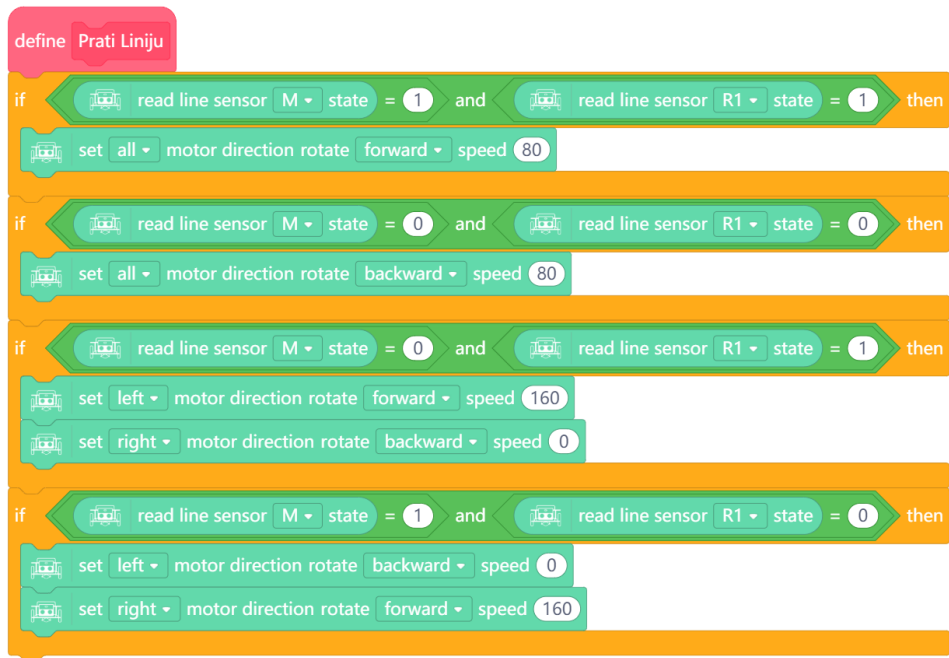 define Prati Liniju
if read line sensor M state = 1 and read line sensor R1 state = 1 then
set all motor direction rotate forward speed 80
if read line sensor M state = 0 and read line sensor R1 state = 0 then
set all motor direction rotate backward speed 80
if read line sensor M state = 0 and read line sensor R1 state = 1 then
set left motor direction rotate forward speed 160
set right motor direction rotate backward speed 0
if read line sensor M state = 1 and read line sensor R1 state = 0 then
set left motor direction rotate backward speed 0
set right motor direction rotate forward speed 160